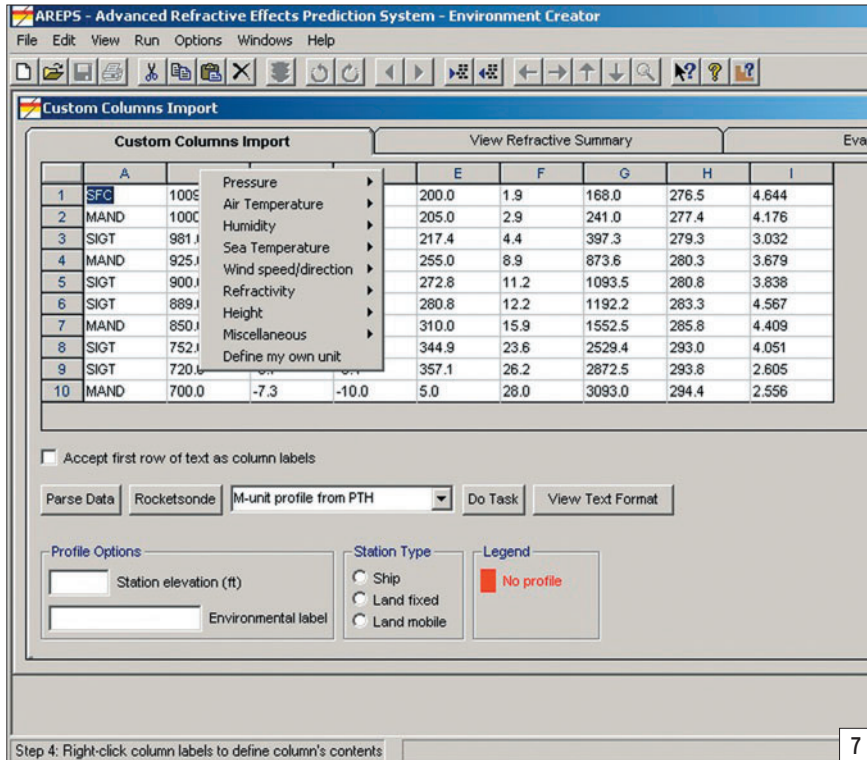 AREPS - Advanced Refractive Effects Prediction System - Environment Creator
File Edit View Run Options Windows Help
Custom Columns Import
Custom Columns Import View Refractive Summary Eva
A E F G H I
1 SFC 1009 200.0 1.9 168.0 276.5 4.644
2 MAND 1000 205.0 2.9 241.0 277.4 4.176
3 SIGT 981. 217.4 4.4 397.3 279.3 3.032
4 MAND 925. 255.0 8.9 873.6 280.3 3.679
5 SIGT 900. 272.8 11.2 1093.5 280.8 3.838
6 SIGT 889. 280.8 12.2 1192.2 283.3 4.567
7 MAND 850. 310.0 15.9 1552.5 285.8 4.409
8 SIGT 752. 344.9 23.6 2529.4 293.0 4.051
9 SIGT 720. 357.1 26.2 2872.5 293.8 2.605
10 MAND 700.0 -7.3 -10.0 5.0 28.0 3093.0 294.4 2.556
Pressure
Air Temperature
Humidity
Sea Temperature
Wind speed/direction
Refractivity
Height
Miscellaneous
Define my own unit
Accept first row of text as column labels
Parse Data Rocketsonde M-unit profile from PTH Do Task View Text Format
Profile Options Station Type Legend
Station elevation (ft) Ship No profile
Land fixed
Environmental label Land mobile
Step 4: Right-click column labels to define column's contents
7